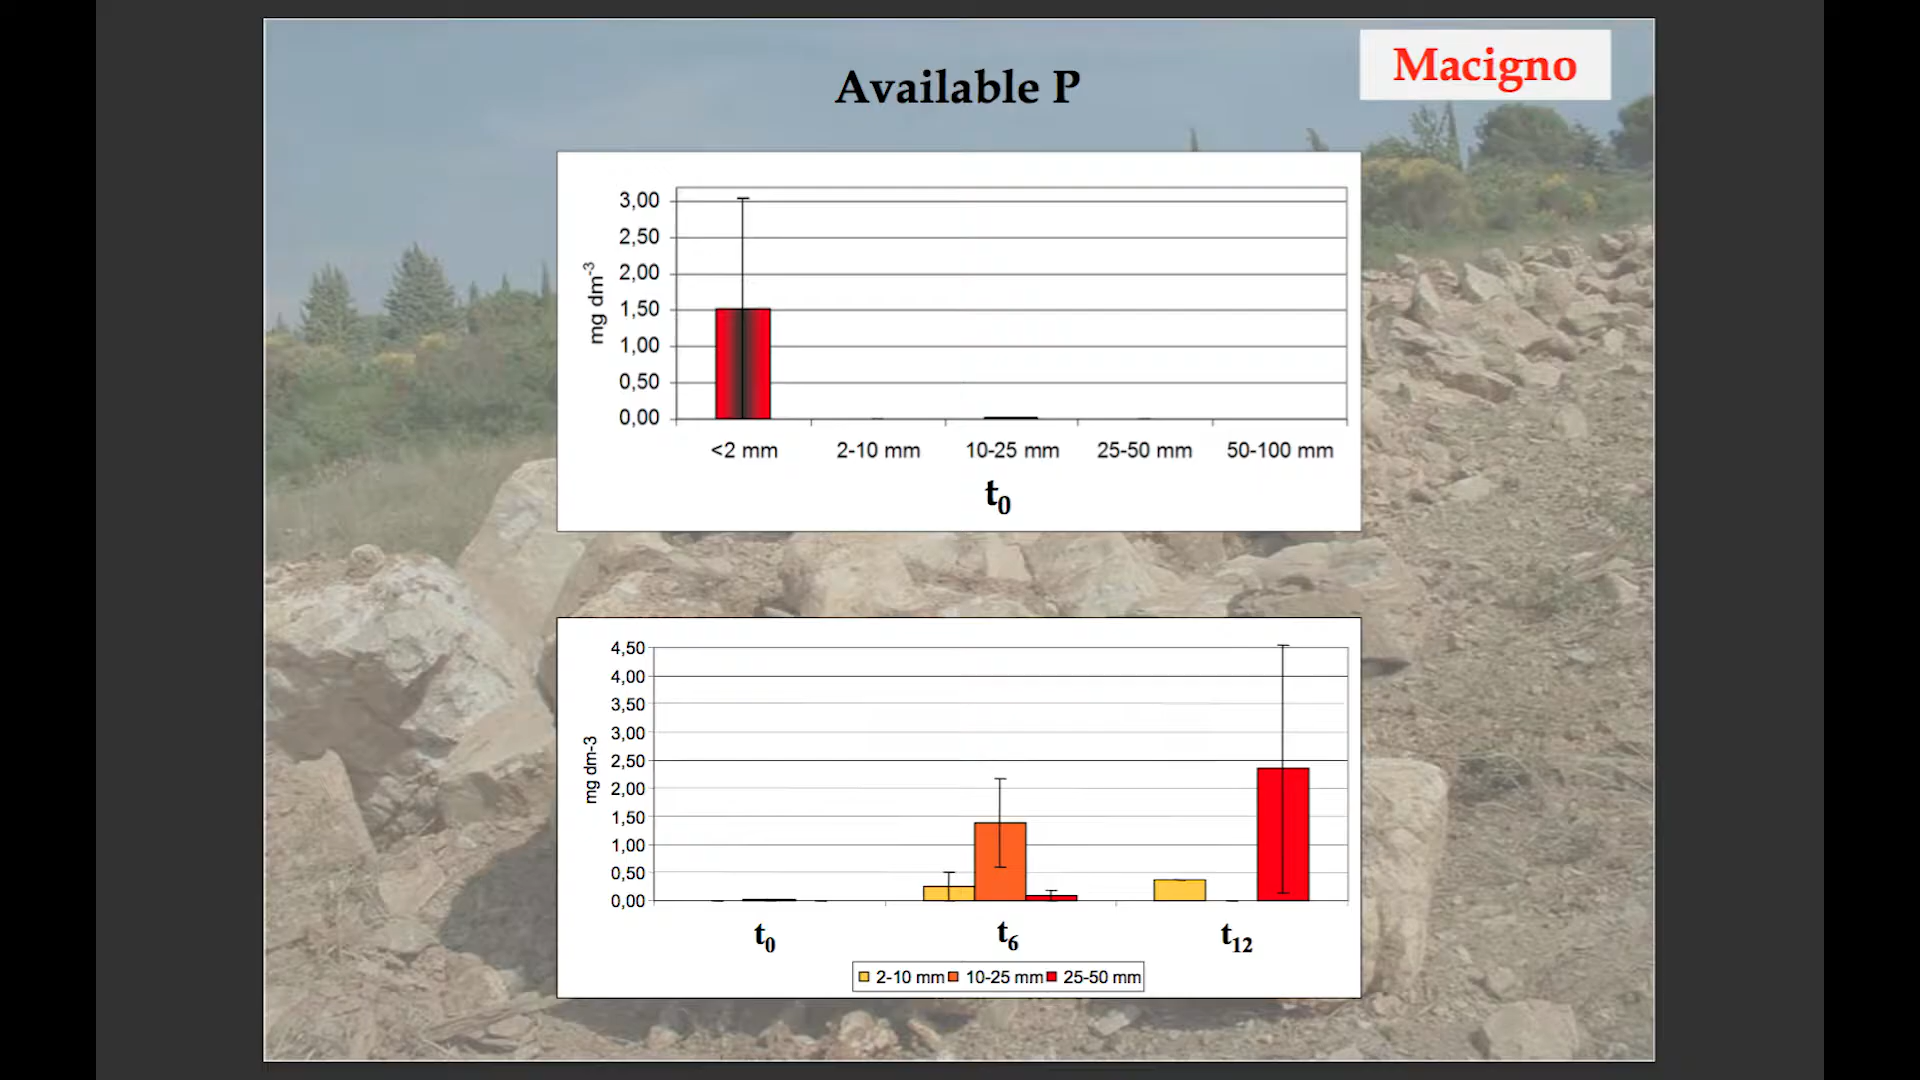 Macigno
Available P
3,00
2,50
2,00
1,50
1,00
0,50
0,00
mg dm-3
<2 mm 2-10 mm 10-25 mm 25-50 mm 50-100 mm
t0
4,50
4,00
3,50
3,00
2,50
2,00
1,50
1,00
0,50
0,00
mg dm-3
t0 t6 t12
2-10 mm 10-25 mm 25-50 mm